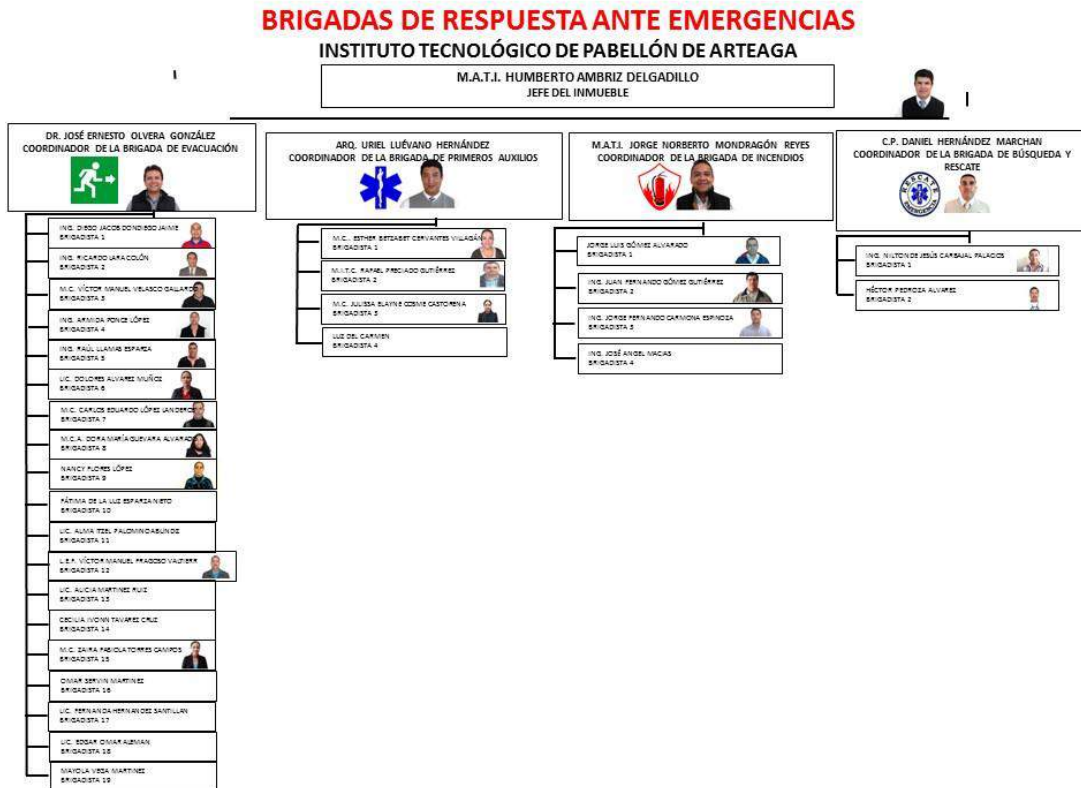 BRIGADAS DE RESPUESTA ANTE EMERGENCIAS
INSTITUTO TECNOLÓGICO DE PABELLÓN DE ARTEAGA
M.A.T.I. HUMBERTO AMBRIZ DELGADILLO
JEFE DEL INMUEBLE
DR. JOSÉ ERNESTO OLVERA GONZÁLEZ
COORDINADOR DE LA BRIGADA DE EVACUACIÓN
ING. DIEGO JACOB DONDIEGO JAIME
BRIGADISTA 1
ING. RICARDO LARA COLÓN
BRIGADISTA 2
M.C. VÍCTOR MANUEL VELASCO GALLARDO
BRIGADISTA 3
ING. ARMIDA PONCE LÓPEZ
BRIGADISTA 4
ING. RAÚL LLAMAS ESPARZA
BRIGADISTA 5
LIC. DOLORES ALVAREZ MUÑOZ
BRIGADISTA 6
M.C. CARLOS EDUARDO LÓPEZ LANDEROS
BRIGADISTA 7
M.C.A. DORA MARÍA GUEVARA ALVARADO
BRIGADISTA 8
NANCY FLORES LÓPEZ
BRIGADISTA 9
FÁTIMA DE LA LUZ ESPARZA NIETO
BRIGADISTA 10
LIC. ALMA ITZEL PALOMINO ABUNDIZ
BRIGADISTA 11
L.E.F. VÍCTOR MANUEL FRAGOSO VALTIERR
BRIGADISTA 12
LIC. ALICIA MARTINEZ RUIZ
BRIGADISTA 13
CECILIA IVONN TAVAREZ CRUZ
BRIGADISTA 14
M.C. ZAIRA FABIOLA TORRES CAMPOS
BRIGADISTA 15
OMAR SERVIN MARTINEZ
BRIGADISTA 16
LIC. FERNANDA HERNANDEZ SANTILLAN
BRIGADISTA 17
LIC. EDGAR OMAR ALEMAN
BRIGADISTA 18
MAYOLA VEGA MARTINEZ
BRIGADISTA 19
ARQ. URIEL LUÉVANO HERNÁNDEZ
COORDINADOR DE LA BRIGADA DE PRIMEROS AUXILIOS
M.C.. ESTHER BETZABET CERVANTES VILLAGÁN
BRIGADISTA 1
M.I.T.C. RAFAEL PRECIADO GUTIÉRREZ
BRIGADISTA 2
M.C. JULISSA ELAYNE COSME CASTORENA
BRIGADISTA 3
LUZ DEL CARMEN
BRIGADISTA 4
M.A.T.I. JORGE NORBERTO MONDRAGÓN REYES
COORDINADOR DE LA BRIGADA DE INCENDIOS
JORGE LUIS GÓMEZ ALVARADO
BRIGADISTA 1
ING. JUAN FERNANDO GÓMEZ GUTIÉRREZ
BRIGADISTA 2
ING. JORGE FERNANDO CARMONA ESPINOZA
BRIGADISTA 3
ING. JOSÉ ANGEL MACIAS
BRIGADISTA 4
C.P. DANIEL HERNÁNDEZ MARCHAN
COORDINADOR DE LA BRIGADA DE BÚSQUEDA Y
RESCATE
RESCATE
EMERGENCIA
ING. NILTON DE JESÚS CARBAJAL PALACIOS
BRIGADISTA 1
HÉCTOR PEDROZA ALVAREZ
BRIGADISTA 2